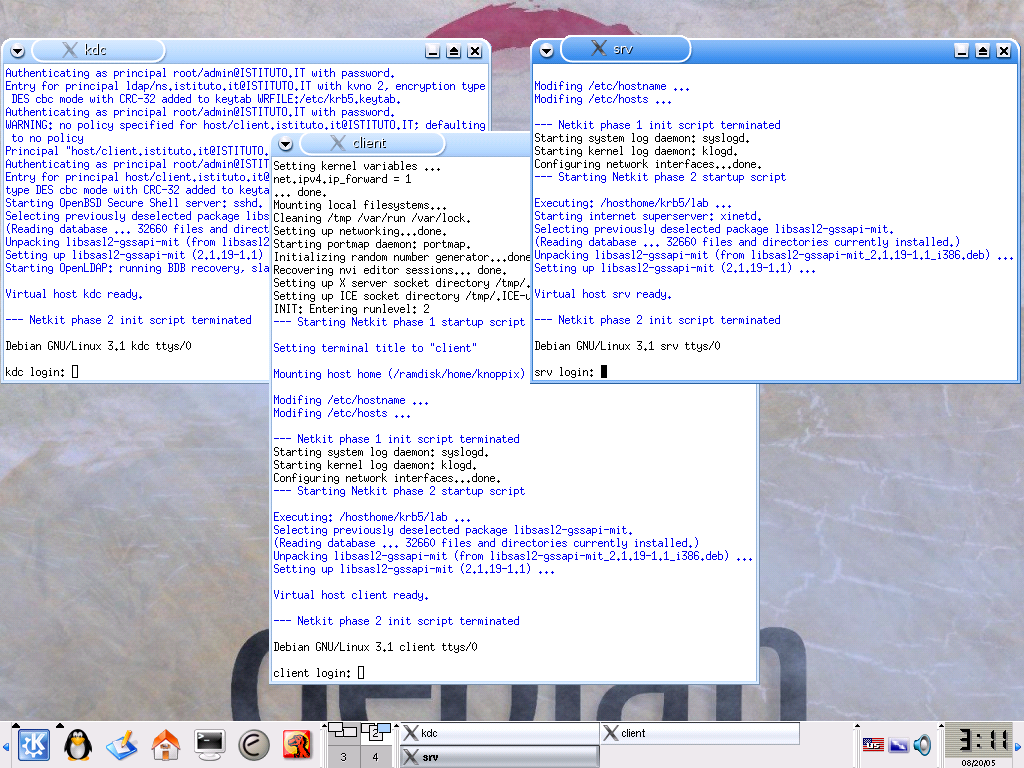 kdc
Authenticating as principal root/admin@ISTITUTO.IT with password.
Entry for principal ldap/ns.istituto.it@ISTITUTO.IT with kvno 2, encryption type
DES cbc mode with CRC-32 added to keytab WRFILE:/etc/krb5.keytab.
Authenticating as principal root/admin@ISTITUTO.IT with password.
WARNING: no policy specified for host/client.istituto.it@ISTITUTO.IT; defaulting
to no policy
Principal "host/client.istituto.it@ISTITUTO.
Authenticating as principal root/admin@ISTI
Entry for principal host/client.istituto.it@
type DES cbc mode with CRC-32 added to keyta
Starting OpenBSD Secure Shell server: sshd.
Selecting previously deselected package libs
(Reading database ... 32660 files and direct
Unpacking libsasl2-gssapi-mit (from libsasl2
Setting up libsasl2-gssapi-mit (2.1.19-1.1)
Starting OpenLDAP: running BDB recovery, sla
Virtual host kdc ready.
--- Netkit phase 2 init script terminated
Debian GNU/Linux 3.1 kdc ttys/0
kdc login:
client
Setting kernel variables ...
net.ipv4.ip_forward = 1
... done.
Mounting local filesystems...
Cleaning /tmp /var/run /var/lock.
Setting up networking...done.
Starting portmap daemon: portmap.
Initializing random number generator...done
Recovering nvi editor sessions... done.
Setting up X server socket directory /tmp/.
Setting up ICE socket directory /tmp/.ICE-u
INIT: Entering runlevel: 2
--- Starting Netkit phase 1 startup script
Setting terminal title to "client"
Mounting host home (/ramdisk/home/knoppix)
Modifing /etc/hostname ...
Modifing /etc/hosts ...
--- Netkit phase 1 init script terminated
Starting system log daemon: syslogd.
Starting kernel log daemon: klogd.
Configuring network interfaces...done.
--- Starting Netkit phase 2 startup script
Executing: /hosthome/krb5/lab ...
Selecting previously deselected package libsasl2-gssapi-mit.
(Reading database ... 32660 files and directories currently installed.)
Unpacking libsasl2-gssapi-mit (from libsasl2-gssapi-mit_2.1.19-1.1_i386.deb) ...
Setting up libsasl2-gssapi-mit (2.1.19-1.1) ...
Virtual host client ready.
--- Netkit phase 2 init script terminated
Debian GNU/Linux 3.1 client ttys/0
client login:
srv
Modifing /etc/hostname ...
Modifing /etc/hosts ...
--- Netkit phase 1 init script terminated
Starting system log daemon: syslogd.
Starting kernel log daemon: klogd.
Configuring network interfaces...done.
--- Starting Netkit phase 2 startup script
Executing: /hosthome/krb5/lab ...
Starting internet superserver: xinetd.
Selecting previously deselected package libsasl2-gssapi-mit.
(Reading database ... 32660 files and directories currently installed.)
Unpacking libsasl2-gssapi-mit (from libsasl2-gssapi-mit_2.1.19-1.1_i386.deb) ...
Setting up libsasl2-gssapi-mit (2.1.19-1.1) ...
Virtual host srv ready.
--- Netkit phase 2 init script terminated
Debian GNU/Linux 3.1 srv ttys/0
srv login:
debian
2
3 4
kdc
client
srv
3:11
08/20/05